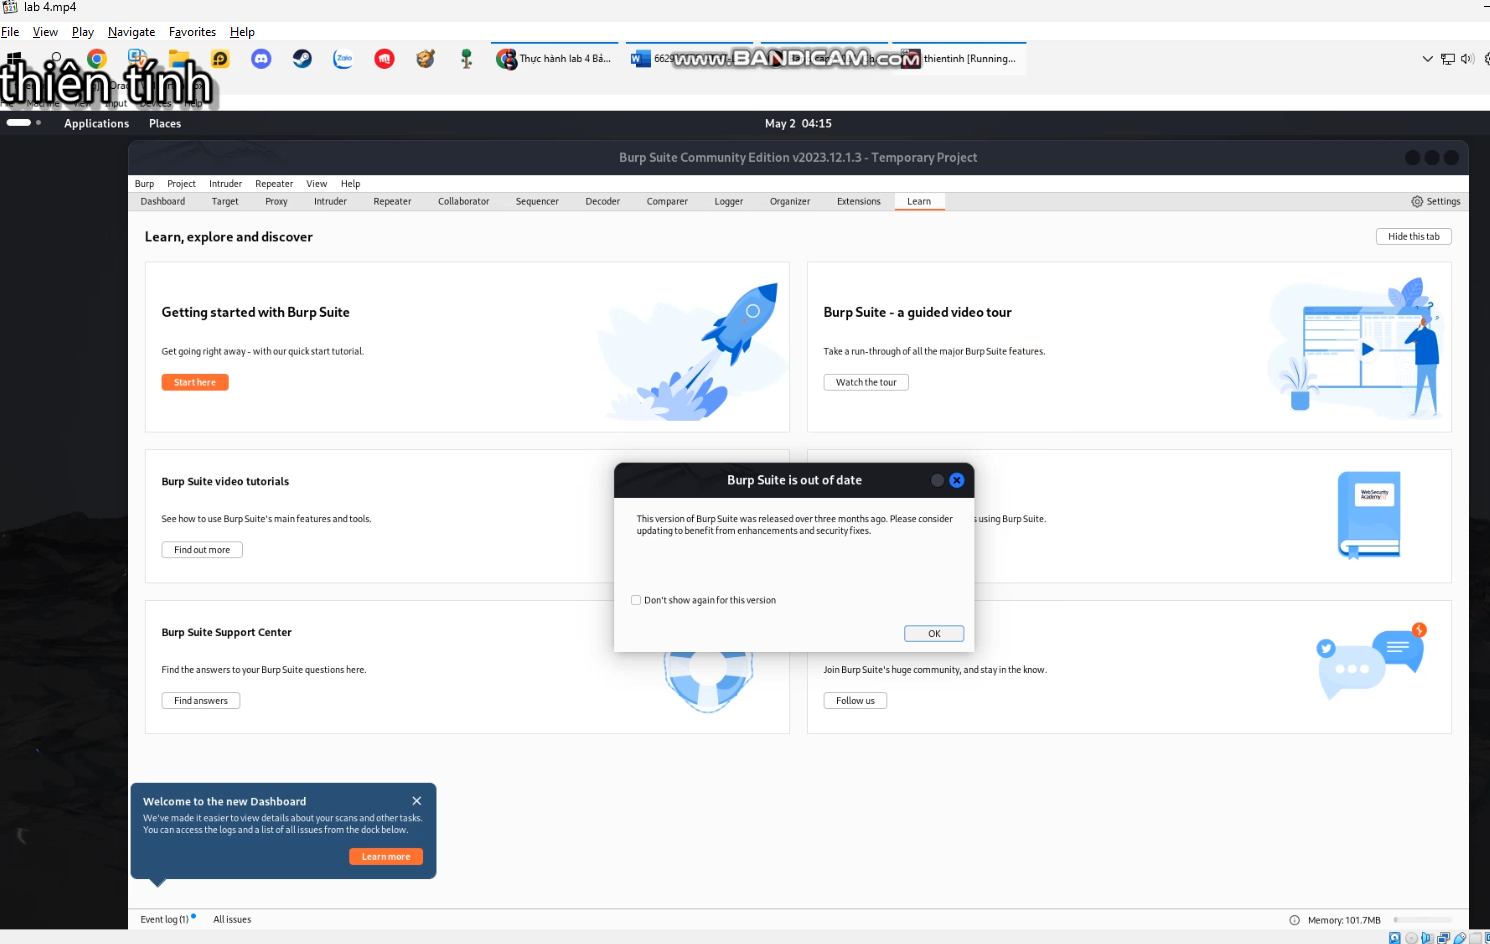 lab 4.mp4
File View Play Navigate Favorites Help
Zalo
Thực hành lab 4 Bả...
www.BANDICAM.com
thientinh [Running...
thiên tính
Applications Places
May 2 04:15
Burp Suite Community Edition v2023.12.1.3 - Temporary Project
Burp Project Intruder Repeater View Help
Dashboard Target Proxy Intruder Repeater Collaborator Sequencer Decoder Comparer Logger Organizer Extensions Learn Settings
Learn, explore and discover
Hide this tab
Getting started with Burp Suite
Get going right away - with our quick start tutorial.
Start here
Burp Suite - a guided video tour
Take a run-through of all the major Burp Suite features.
Watch the tour
Burp Suite video tutorials
See how to use Burp Suite's main features and tools.
Find out more
using Burp Suite.
WebSecurity
Academy
Burp Suite is out of date
This version of Burp Suite was released over three months ago. Please consider
updating to benefit from enhancements and security fixes.
Don't show again for this version
OK
Burp Suite Support Center
Find the answers to your Burp Suite questions here.
Find answers
Join Burp Suite's huge community, and stay in the know.
Follow us
Welcome to the new Dashboard
We've made it easier to view details about your scans and other tasks.
You can access the logs and a list of all issues from the dock below.
Learn more
Event log (1) All issues
Memory: 101.7MB